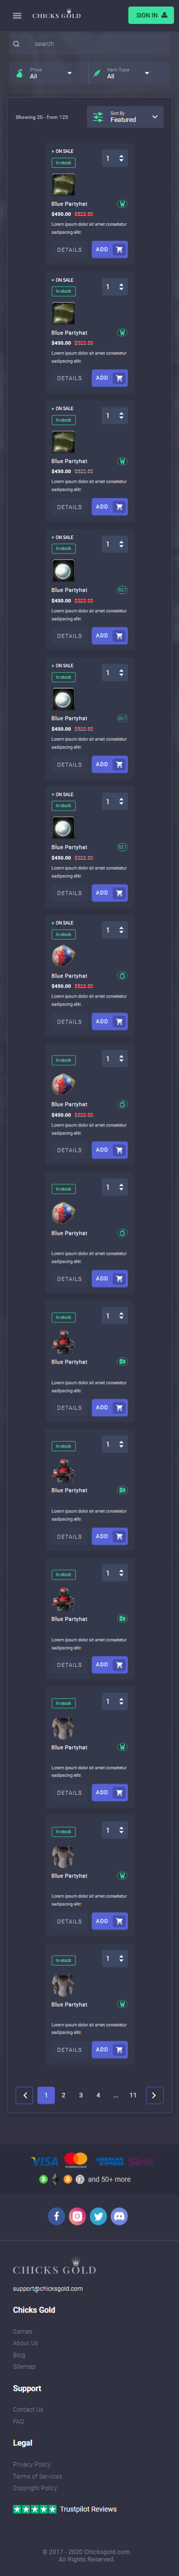 CHICKS GOLD
SIGN IN
search
Price
All
Item Type
All
Showing 20 - from 125
Sort By
Featured
ON SALE
1
In stock
Blue Partyhat
$450.00
Lorem ipsum dolor sit amet consetetur
sadipscing elitr.
DETAILS
ADD
ON SALE
1
In stock
Blue Partyhat
$450.00
Lorem ipsum dolor sit amet consetetur
sadipscing elitr.
DETAILS
ADD
ON SALE
1
In stock
Blue Partyhat
$450.00
Lorem ipsum dolor sit amet consetetur
sadipscing elitr.
DETAILS
ADD
ON SALE
1
In stock
Blue Partyhat
$450.00
Lorem ipsum dolor sit amet consetetur
sadipscing elitr.
DETAILS
ADD
ON SALE
1
In stock
Blue Partyhat
$450.00
Lorem ipsum dolor sit amet consetetur
sadipscing elitr.
DETAILS
ADD
ON SALE
1
In stock
Blue Partyhat
$450.00
Lorem ipsum dolor sit amet consetetur
sadipscing elitr.
DETAILS
ADD
ON SALE
1
In stock
Blue Partyhat
$450.00
Lorem ipsum dolor sit amet consetetur
sadipscing elitr.
DETAILS
ADD
1
In stock
Blue Partyhat
$450.00
Lorem ipsum dolor sit amet consetetur
sadipscing elitr.
DETAILS
ADD
1
In stock
Blue Partyhat
Lorem ipsum dolor sit amet consetetur
sadipscing elitr.
DETAILS
ADD
1
In stock
Blue Partyhat
Lorem ipsum dolor sit amet consetetur
sadipscing elitr.
DETAILS
ADD
1
In stock
Blue Partyhat
Lorem ipsum dolor sit amet consetetur
sadipscing elitr.
DETAILS
ADD
1
In stock
Blue Partyhat
Lorem ipsum dolor sit amet consetetur
sadipscing elitr.
DETAILS
ADD
1
In stock
Blue Partyhat
Lorem ipsum dolor sit amet consetetur
sadipscing elitr.
DETAILS
ADD
1
In stock
Blue Partyhat
Lorem ipsum dolor sit amet consetetur
sadipscing elitr.
DETAILS
ADD
1
In stock
Blue Partyhat
Lorem ipsum dolor sit amet consetetur
sadipscing elitr.
DETAILS
ADD
1 2 3 4 ... 11
VISA mastercard AMERICAN EXPRESS Skrill
and 50+ more
CHICKS GOLD
support@chicksgold.com
Chicks Gold
Games
About Us
Blog
Sitemap
Support
Contact Us
FAQ
Legal
Privacy Policy
Terms of Services
Copyright Policy
Trustpilot Reviews
© 2017 - 2020 Chicksgold.com.
All Rights Reserved.